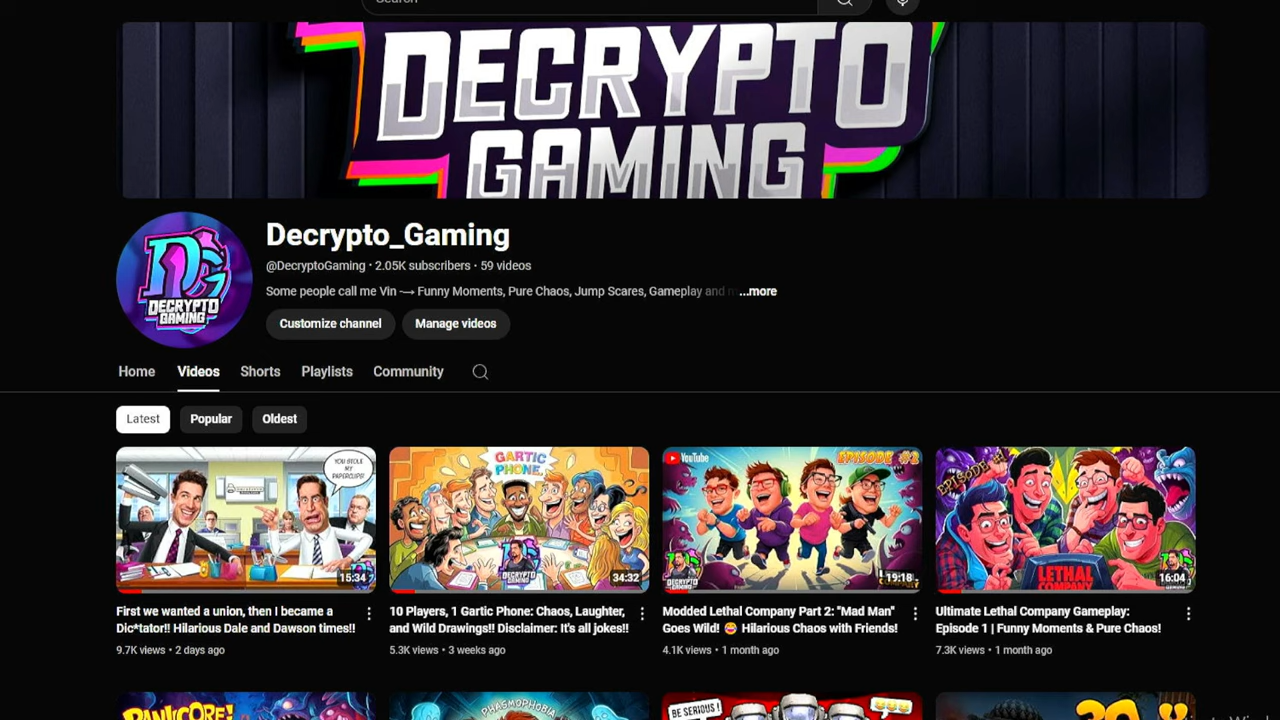 Search
DECRYPTO
GAMING
DECRYPTO
GAMING
Decrypto_Gaming
@DecryptoGaming • 2.05K subscribers • 59 videos
Some people call me Vin ⤑ Funny Moments, Pure Chaos, Jump Scares, Gameplay and ...more
Customize channel
Manage videos
Home
Videos
Shorts
Playlists
Community
Latest
Popular
Oldest
YOU STOLE
MY
PAPERCLIPS!
15:34
GARTIC
PHONE.
DECRYPTO
GAMING
34:32
YouTube
EPISODE #2
DECRYPTO
GAMING
19:18
EPISODE #1
LETHAL
COMPANY
16:04
First we wanted a union, then I became a
Dic*tator!! Hilarious Dale and Dawson times!!
9.7K views • 2 days ago
10 Players, 1 Gartic Phone: Chaos, Laughter,
and Wild Drawings!! Disclaimer: It's all jokes!!
5.3K views • 3 weeks ago
Modded Lethal Company Part 2: "Mad Man"
Goes Wild! 😄 Hilarious Chaos with Friends!
4.1K views • 1 month ago
Ultimate Lethal Company Gameplay:
Episode 1 | Funny Moments & Pure Chaos!
7.3K views • 1 month ago
PANICORE!
PHASMOPHOBIA
BE SERIOUS!